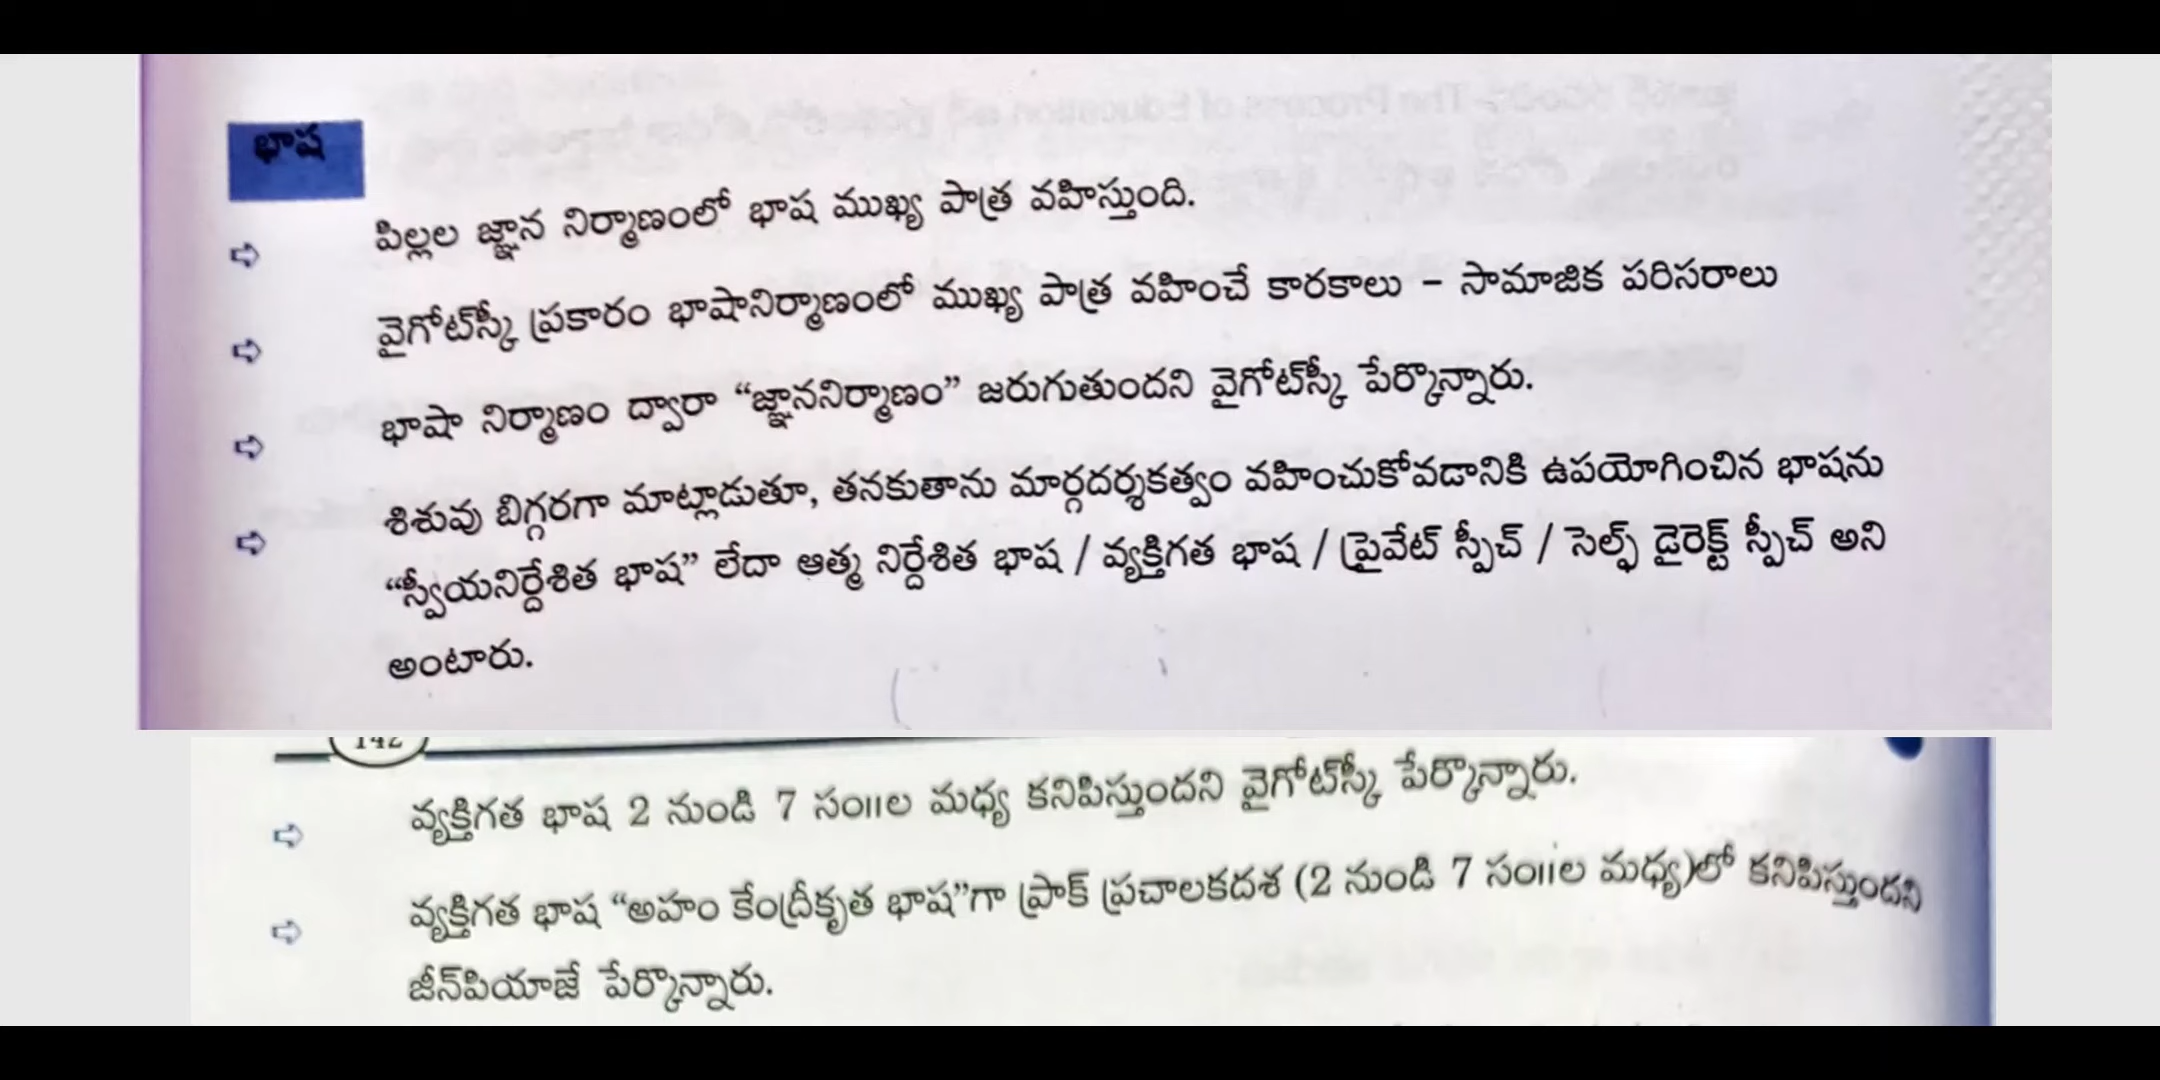 భాష
పిల్లల జ్ఞాన నిర్మాణంలో భాష ముఖ్య పాత్ర వహిస్తుంది.
వైగోట్‌స్కీ ప్రకారం భాషానిర్మాణంలో ముఖ్య పాత్ర వహించే కారకాలు – సామాజిక పరిసరాలు
భాషా నిర్మాణం ద్వారా “జ్ఞాననిర్మాణం” జరుగుతుందని వైగోట్‌స్కీ పేర్కొన్నారు.
శిశువు బిగ్గరగా మాట్లాడుతూ, తనకుతాను మార్గదర్శకత్వం వహించుకోవడానికి ఉపయోగించిన భాషను
“స్వీయనిర్దేశిత భాష” లేదా ఆత్మ నిర్దేశిత భాష / వ్యక్తిగత భాష / ప్రైవేట్ స్పీచ్ / సెల్ఫ్ డైరెక్ట్ స్పీచ్ అని
అంటారు.
142
వ్యక్తిగత భాష 2 నుండి 7 సం॥ల మధ్య కనిపిస్తుందని వైగోట్‌స్కీ పేర్కొన్నారు.
వ్యక్తిగత భాష “అహం కేంద్రీకృత భాష”గా ప్రాక్ ప్రచాలకదశ (2 నుండి 7 సం॥ల మధ్య)లో కనిపిస్తుందని
జీన్‌పియాజే పేర్కొన్నారు.